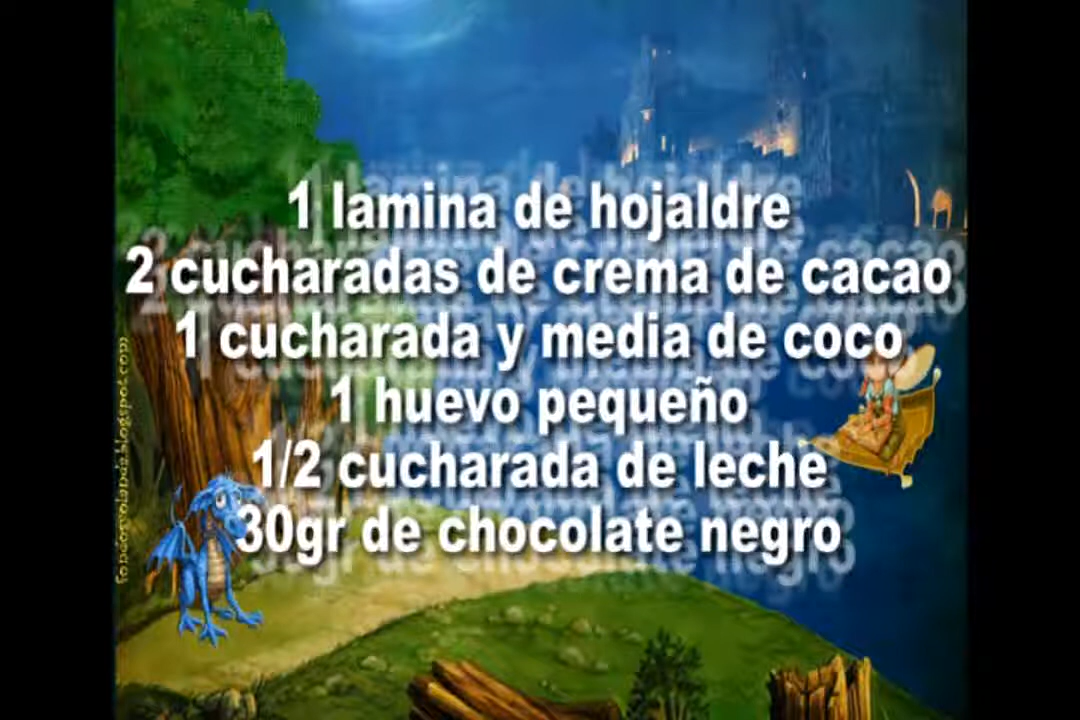 1 lamina de hojaldre
2 cucharadas de crema de cacao
1 cucharada y media de coco
1 huevo pequeño
1/2 cucharada de leche
30gr de chocolate negro